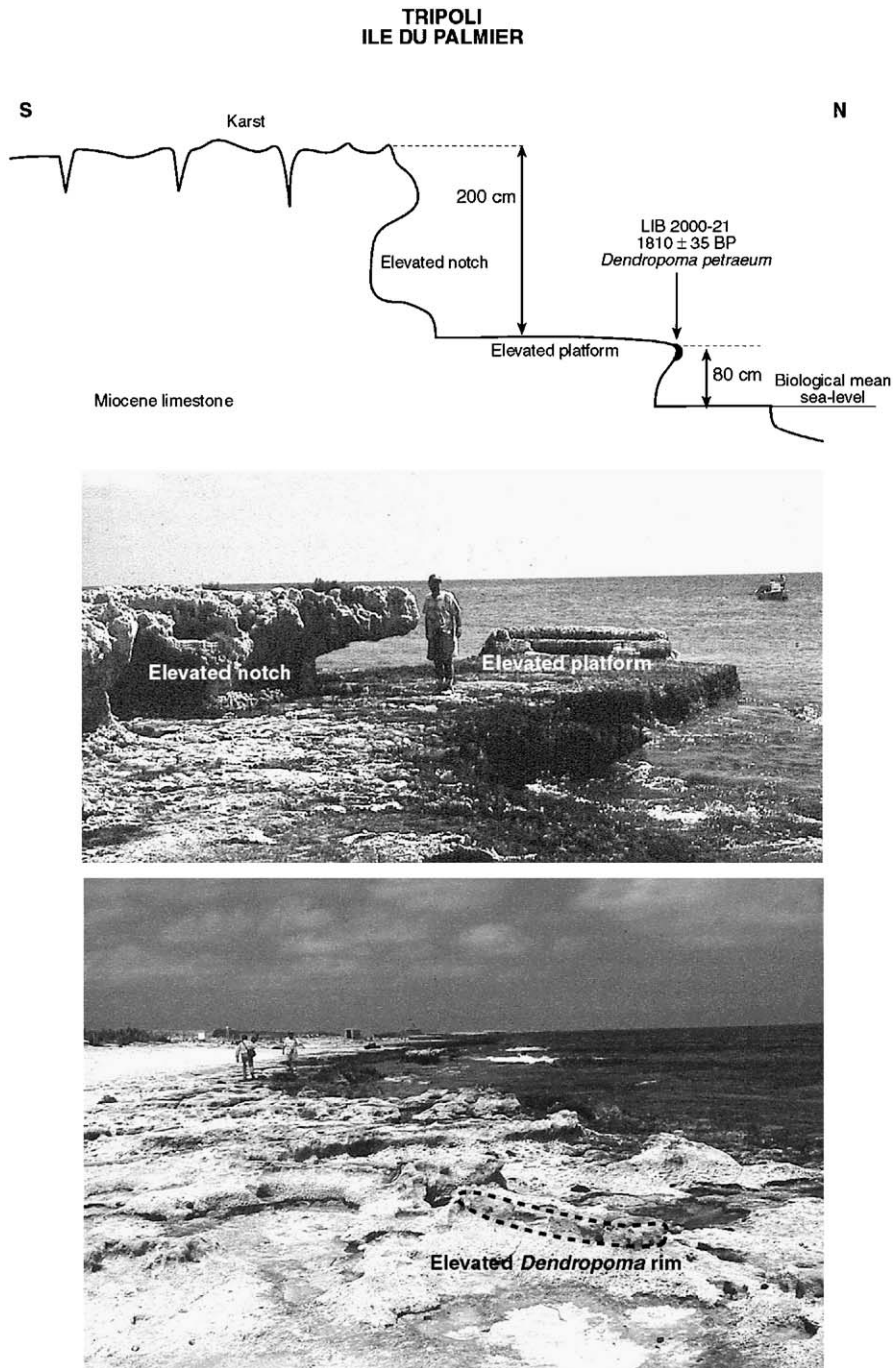 TRIPOLI
ILE DU PALMIER
S
N
Karst
200 cm
LIB 2000-21
1810 ± 35 BP
Dendropoma petraeum
Elevated notch
Elevated platform
80 cm
Biological mean
sea-level
Miocene limestone
Elevated notch
Elevated platform
Elevated Dendropoma rim